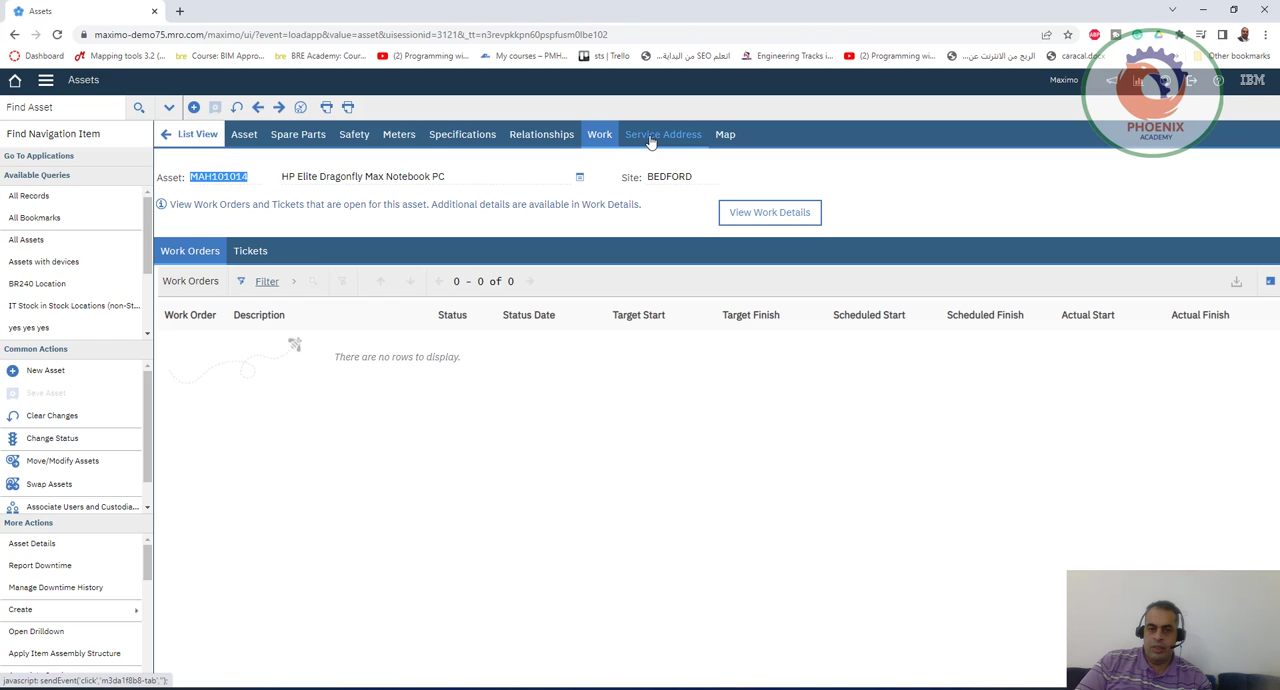 Assets
maximo-demo75.mro.com/maximo/ui/?event=loadapp&value=asset&uisessionid=3121&_tt=n3revpkkpn60pspfusm0lbe102
Dashboard
Mapping tools 3.2 (...
Course: BIM Appro...
BRE Academy: Cour...
(2) Programming wi...
My courses – PMH...
sts | Trello
اتعلم SEO من البداية...
Engineering Tracks i...
(2) Programming wi...
الربح من الانترنت عن...
caracal.docx
Other bookmarks
Assets
Maximo
IBM
PHOENIX
ACADEMY
Find Asset
Find Navigation Item
List View Asset Spare Parts Safety Meters Specifications Relationships Work Service Address Map
Go To Applications
Available Queries
All Records
All Bookmarks
All Assets
Assets with devices
BR240 Location
IT Stock in Stock Locations (non-St...
yes yes yes
Common Actions
New Asset
Save Asset
Clear Changes
Change Status
Move/Modify Assets
Swap Assets
Associate Users and Custodia...
More Actions
Asset Details
Report Downtime
Manage Downtime History
Create
Open Drilldown
Apply Item Assembly Structure
javascript: sendEvent('click','m3da1f8b8-tab','');
Asset: MAH101014 HP Elite Dragonfly Max Notebook PC Site: BEDFORD
View Work Orders and Tickets that are open for this asset. Additional details are available in Work Details.
View Work Details
Work Orders Tickets
Work Orders Filter 0 - 0 of 0
Work Order Description Status Status Date Target Start Target Finish Scheduled Start Scheduled Finish Actual Start Actual Finish
There are no rows to display.